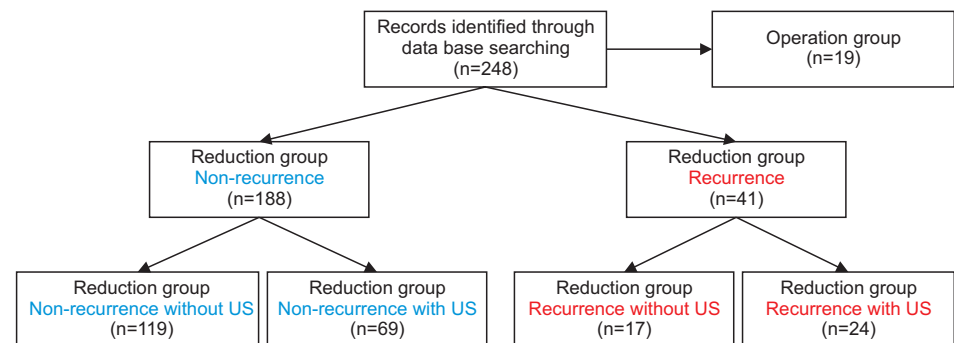 Records identified through
data base searching
(n=248)
Operation group
(n=19)
Reduction group
Non-recurrence
(n=188)
Reduction group
Recurrence
(n=41)
Reduction group
Non-recurrence without US
(n=119)
Reduction group
Non-recurrence with US
(n=69)
Reduction group
Recurrence without US
(n=17)
Reduction group
Recurrence with US
(n=24)